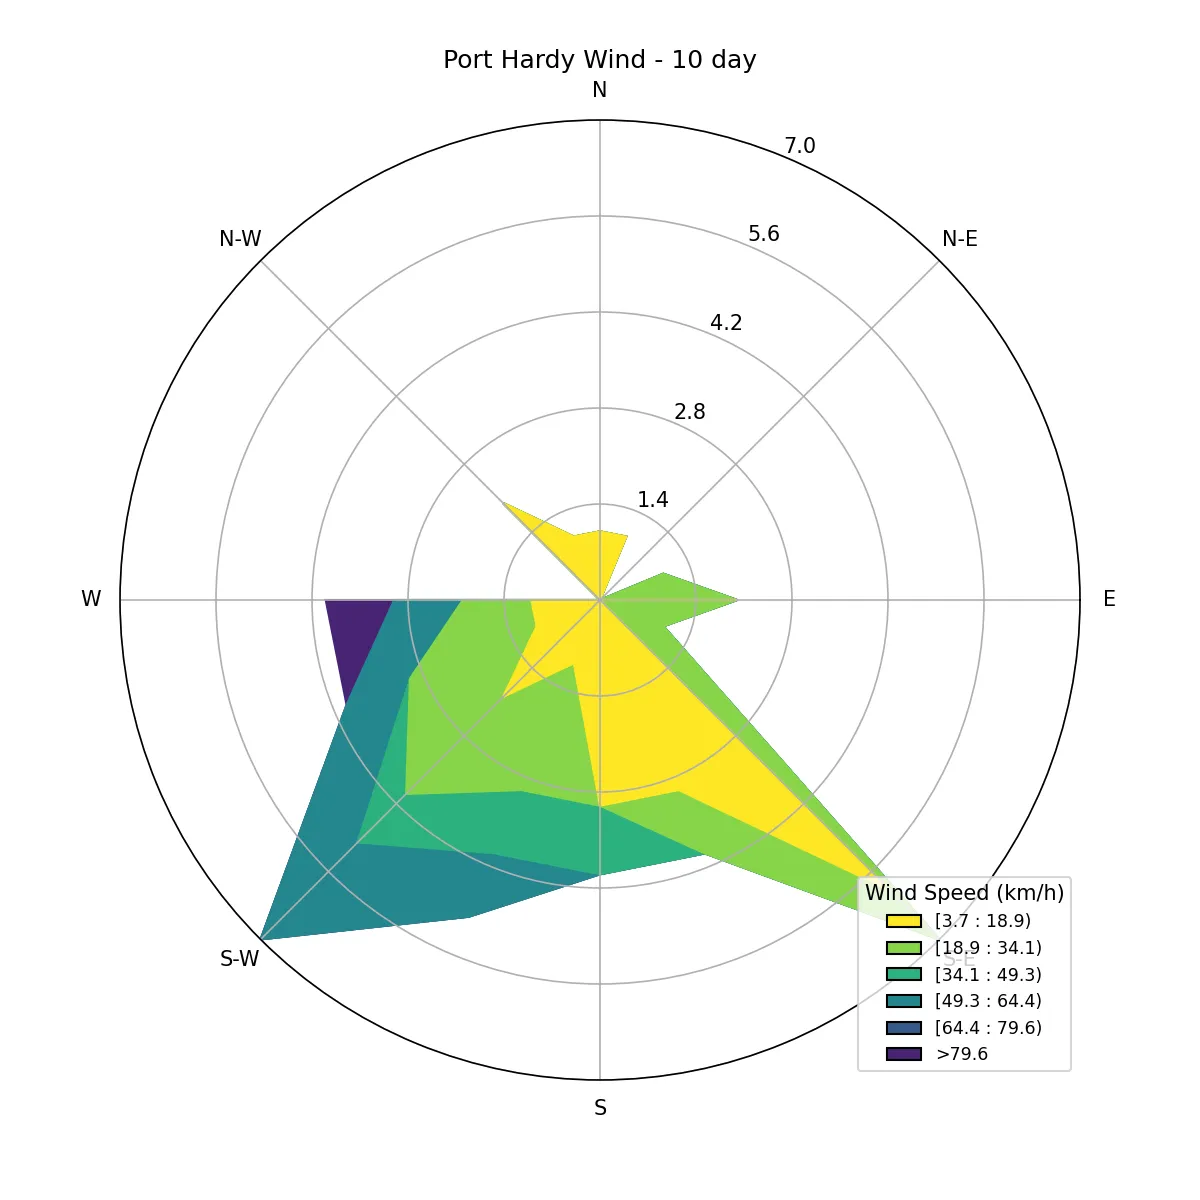 Port Hardy Wind - 10 day
N
7.0
N-W
5.6
N-E
4.2
2.8
1.4
W
E
S-W
S-E
Wind Speed (km/h)
[3.7 : 18.9)
[18.9 : 34.1)
[34.1 : 49.3)
[49.3 : 64.4)
[64.4 : 79.6)
>79.6
S